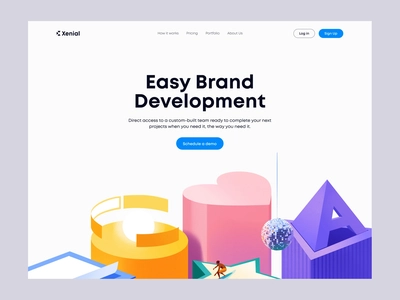 Xenial
How it works Pricing Portfolio About Us
Log in Sign Up
Easy Brand
Development
Direct access to a custom-built team ready to complete your next
projects when you need it, the way you need it.
Schedule a demo
A